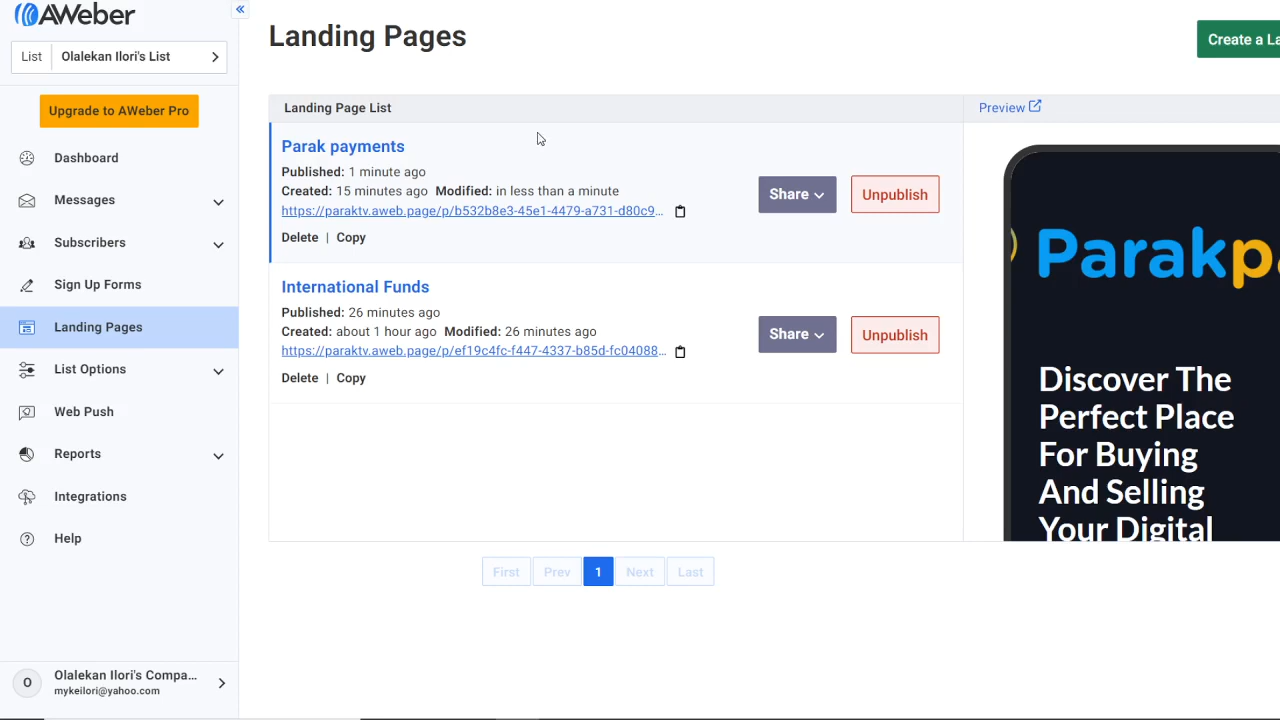 AWeber
«
List Olalekan Ilori's List
Upgrade to AWeber Pro
Dashboard
Messages
Subscribers
Sign Up Forms
Landing Pages
List Options
Web Push
Reports
Integrations
Help
O
Olalekan Ilori's Compa...
mykeilori@yahoo.com
Landing Pages
Create a La
Landing Page List
Preview
Parak payments
Published: 1 minute ago
Created: 15 minutes ago Modified: in less than a minute
https://paraktv.aweb.page/p/b532b8e3-45e1-4479-a731-d80c9...
Delete | Copy
Share
Unpublish
International Funds
Published: 26 minutes ago
Created: about 1 hour ago Modified: 26 minutes ago
https://paraktv.aweb.page/p/ef19c4fc-f447-4337-b85d-fc04088...
Delete | Copy
Share
Unpublish
First Prev 1 Next Last
Parakp
Discover The
Perfect Place
For Buying
And Selling
Your Digital